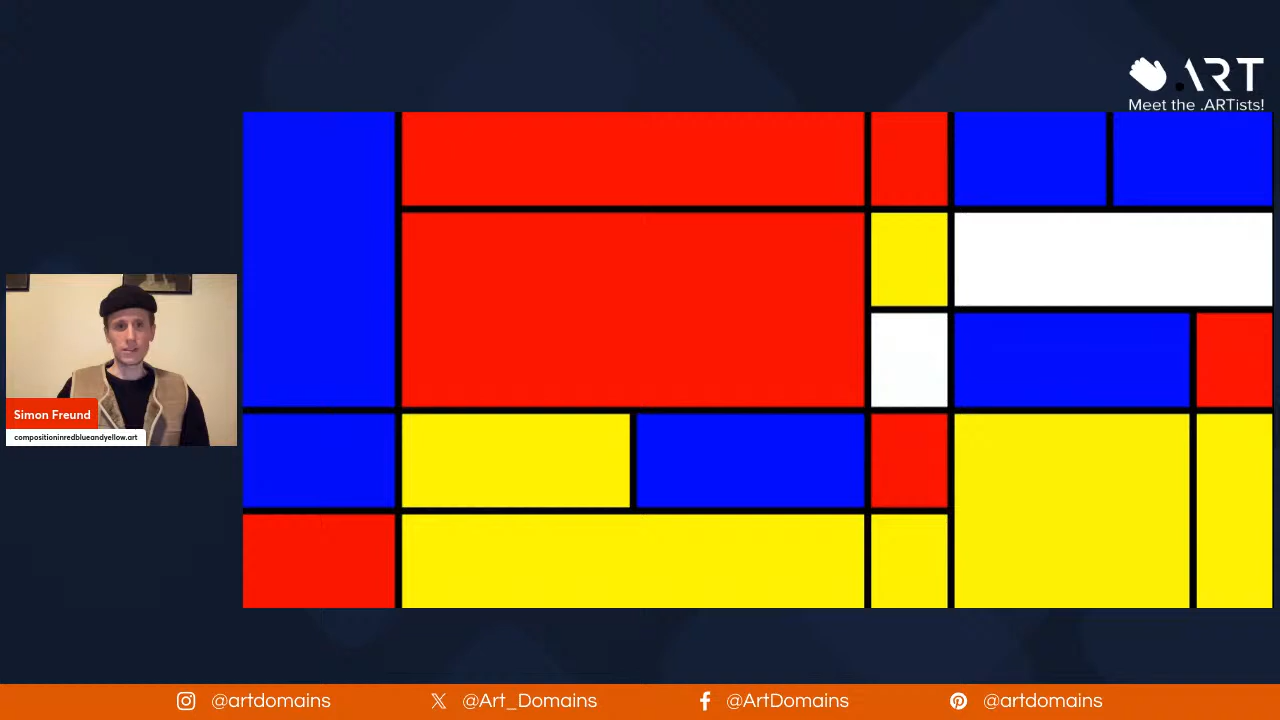 .ART
Meet the .ARTists!
Simon Freund
compositioninredblueandyellow.art
@artdomains
@Art_Domains
@ArtDomains
@artdomains